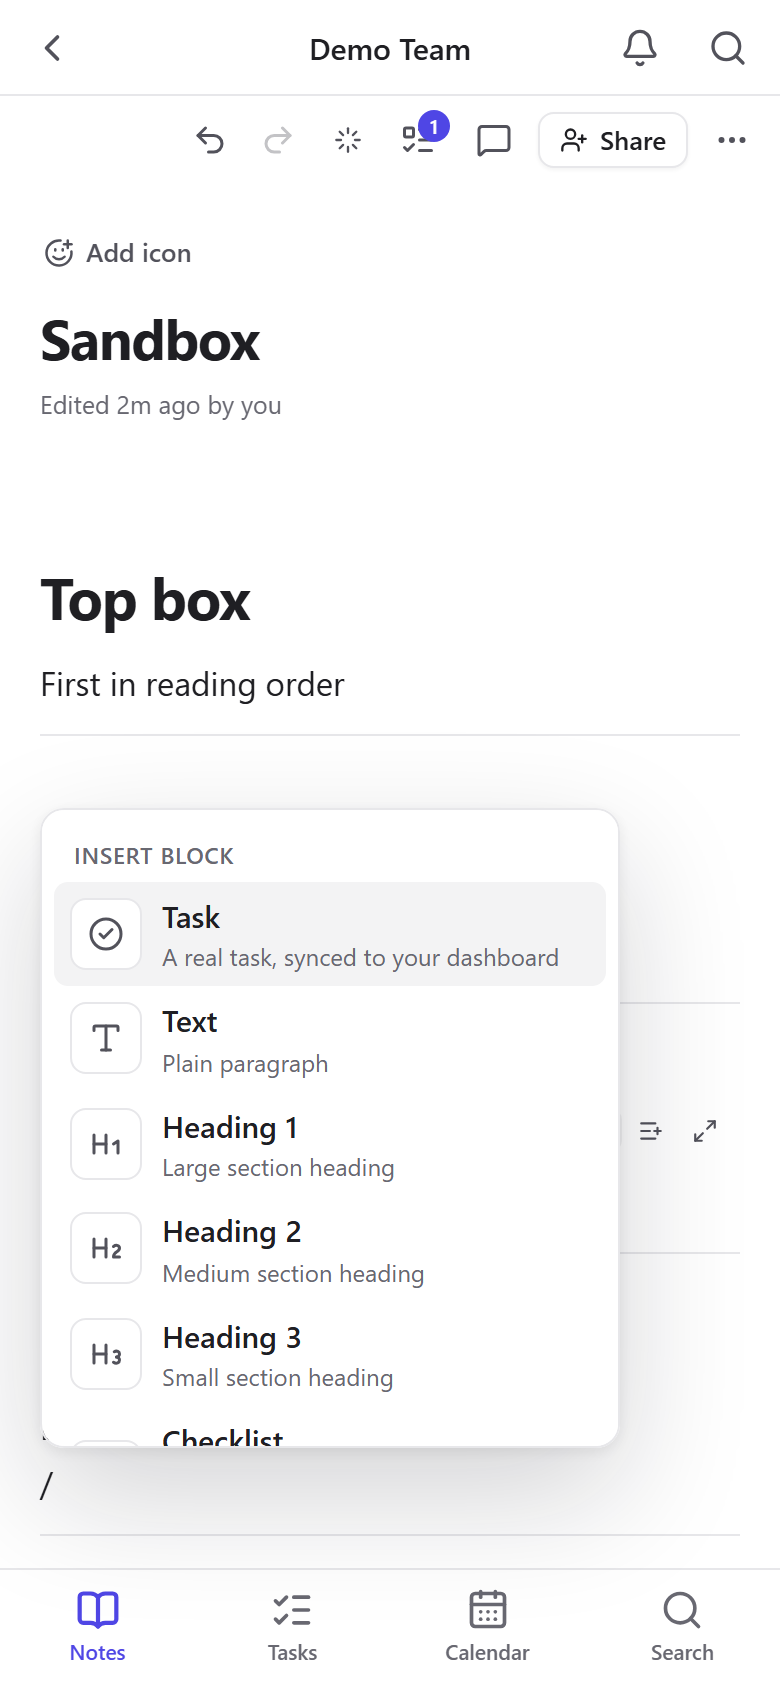 Demo Team
1
Share
Add icon
Sandbox
Edited 2m ago by you
Top box
First in reading order
INSERT BLOCK
Task
A real task, synced to your dashboard
Text
Plain paragraph
H1
Heading 1
Large section heading
H2
Heading 2
Medium section heading
H3
Heading 3
Small section heading
Checklist
/
Notes
Tasks
Calendar
Search